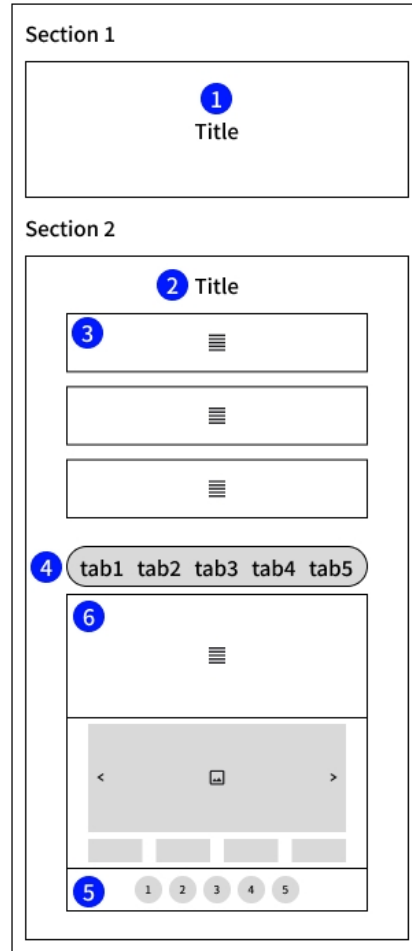 Section 1
1
Title
Section 2
2 Title
3
4 tab1 tab2 tab3 tab4 tab5
6
< >
5 1 2 3 4 5